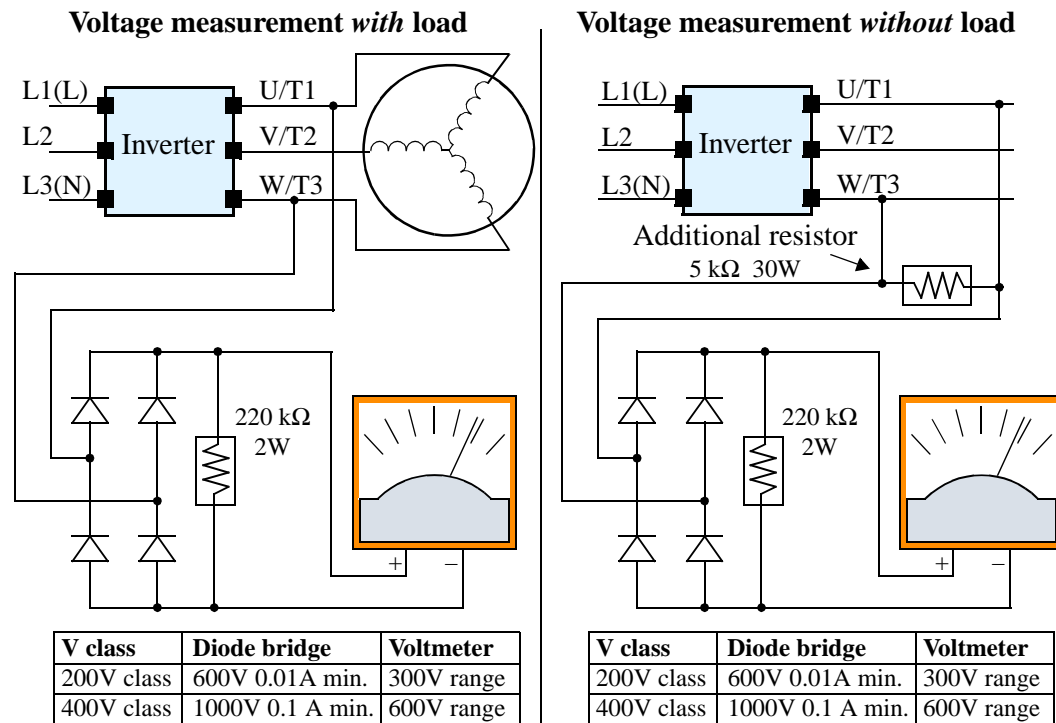 Voltage measurement with load
L1(L)
L2
L3(N)
Inverter
U/T1
V/T2
W/T3
220 kΩ
2W
+ –
V class Diode bridge Voltmeter
200V class 600V 0.01A min. 300V range
400V class 1000V 0.1 A min. 600V range
Voltage measurement without load
L1(L)
L2
L3(N)
Inverter
U/T1
V/T2
W/T3
Additional resistor
5 kΩ 30W
220 kΩ
2W
+ –
V class Diode bridge Voltmeter
200V class 600V 0.01A min. 300V range
400V class 1000V 0.1 A min. 600V range